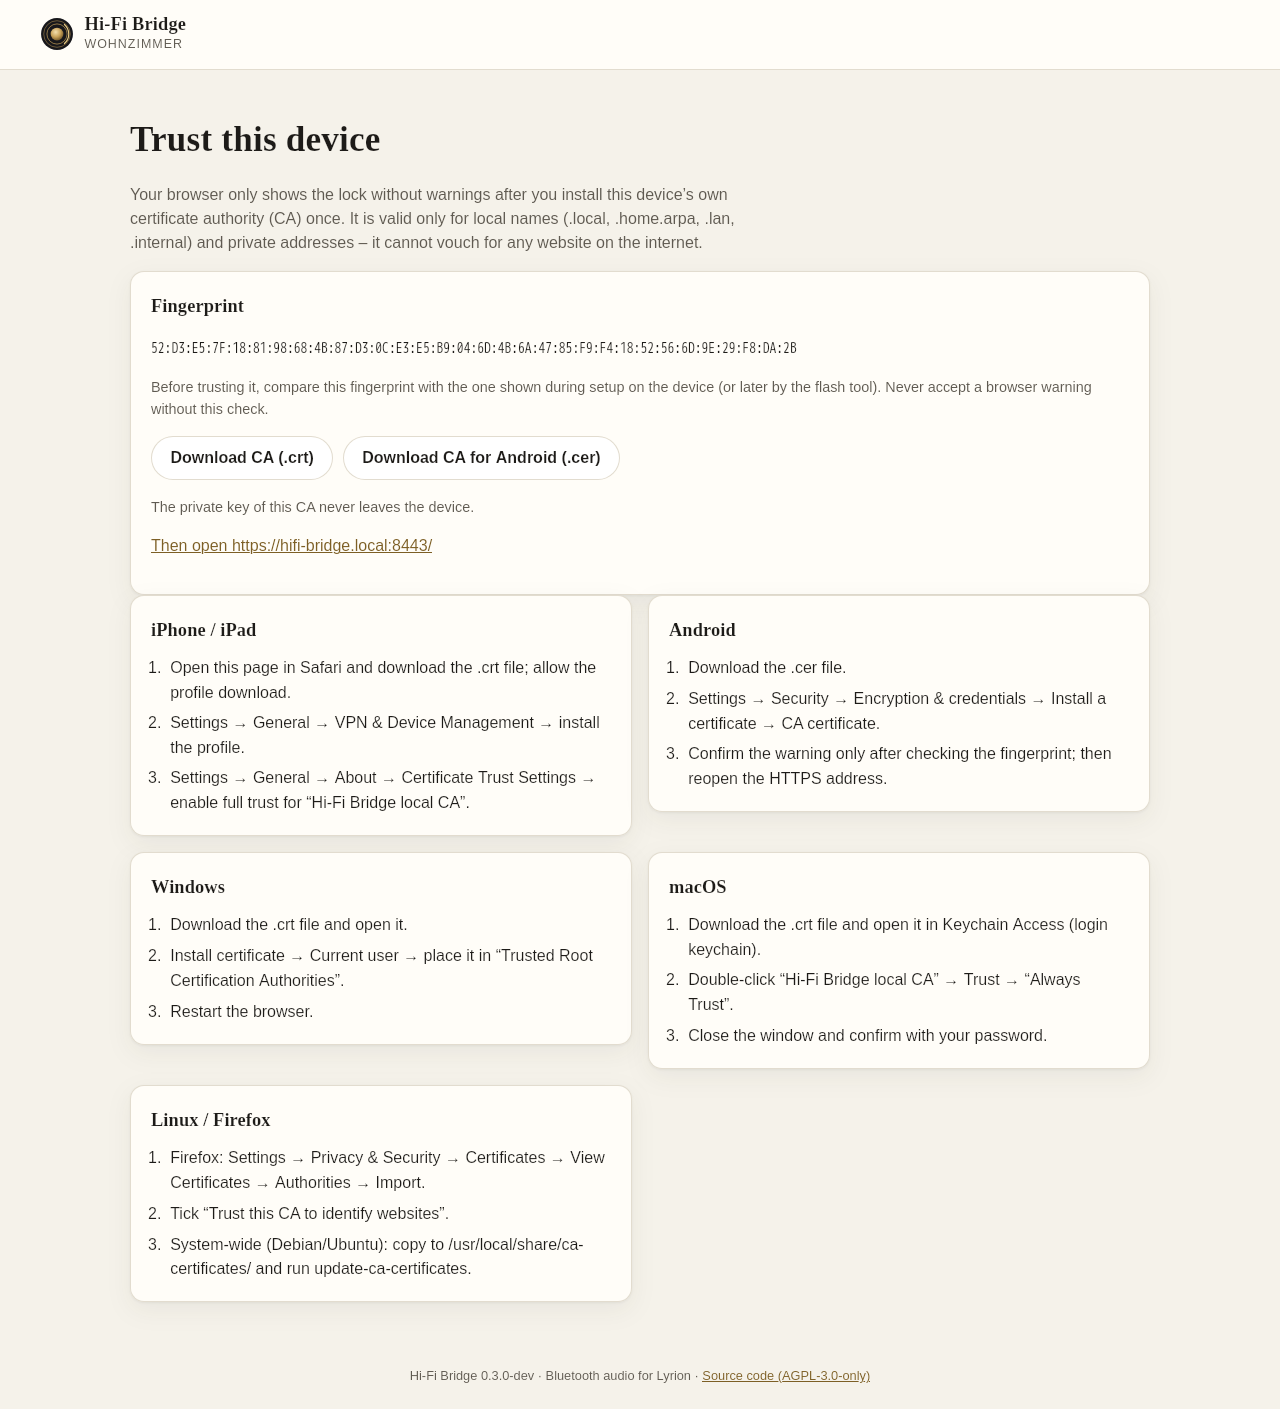 Hi-Fi Bridge
WOHNZIMMER
Trust this device
Your browser only shows the lock without warnings after you install this device’s own
certificate authority (CA) once. It is valid only for local names (.local, .home.arpa, .lan,
.internal) and private addresses – it cannot vouch for any website on the internet.
Fingerprint
52:D3:E5:7F:18:81:98:68:4B:87:D3:0C:E3:E5:B9:04:6D:4B:6A:47:85:F9:F4:18:52:56:6D:9E:29:F8:DA:2B
Before trusting it, compare this fingerprint with the one shown during setup on the device (or later by the flash tool). Never accept a browser warning
without this check.
Download CA (.crt)
Download CA for Android (.cer)
The private key of this CA never leaves the device.
Then open https://hifi-bridge.local:8443/
iPhone / iPad
1. Open this page in Safari and download the .crt file; allow the
profile download.
2. Settings → General → VPN & Device Management → install
the profile.
3. Settings → General → About → Certificate Trust Settings →
enable full trust for “Hi-Fi Bridge local CA”.
Android
1. Download the .cer file.
2. Settings → Security → Encryption & credentials → Install a
certificate → CA certificate.
3. Confirm the warning only after checking the fingerprint; then
reopen the HTTPS address.
Windows
1. Download the .crt file and open it.
2. Install certificate → Current user → place it in “Trusted Root
Certification Authorities”.
3. Restart the browser.
macOS
1. Download the .crt file and open it in Keychain Access (login
keychain).
2. Double-click “Hi-Fi Bridge local CA” → Trust → “Always
Trust”.
3. Close the window and confirm with your password.
Linux / Firefox
1. Firefox: Settings → Privacy & Security → Certificates → View
Certificates → Authorities → Import.
2. Tick “Trust this CA to identify websites”.
3. System-wide (Debian/Ubuntu): copy to /usr/local/share/ca-
certificates/ and run update-ca-certificates.
Hi-Fi Bridge 0.3.0-dev · Bluetooth audio for Lyrion · Source code (AGPL-3.0-only)